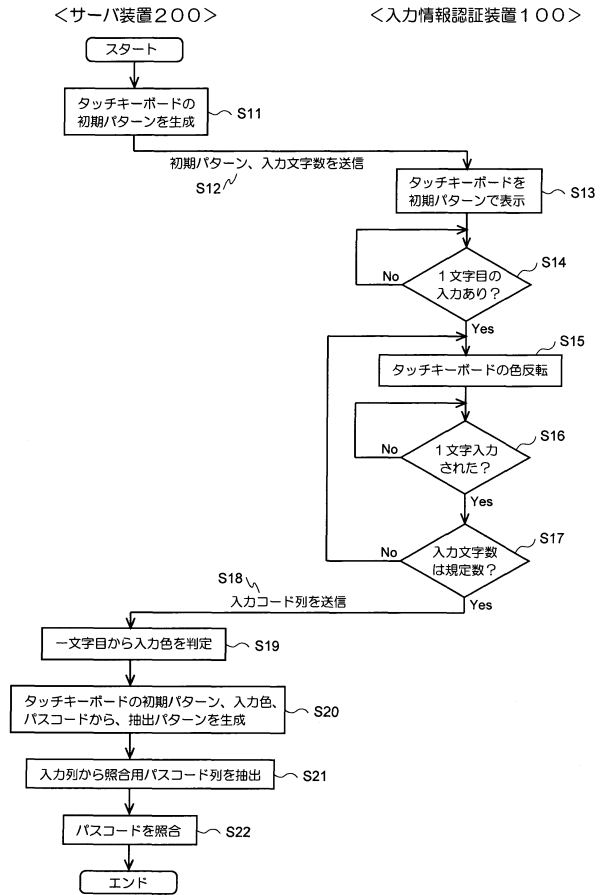 ＜サーバ装置２００＞
＜入力情報認証装置１００＞
スタート
タッチキーボードの
初期パターンを生成
S11
初期パターン、入力文字数を送信
S12
タッチキーボードを
初期パターンで表示
S13
１文字目の
入力あり？
S14
No
Yes
タッチキーボードの色反転
S15
１文字入力
された？
S16
No
Yes
入力文字数
は規定数？
S17
No
Yes
S18
入力コード列を送信
一文字目から入力色を判定
S19
タッチキーボードの初期パターン、入力色、
パスコードから、抽出パターンを生成
S20
入力列から照合用パスコード列を抽出
S21
パスコードを照合
S22
エンド